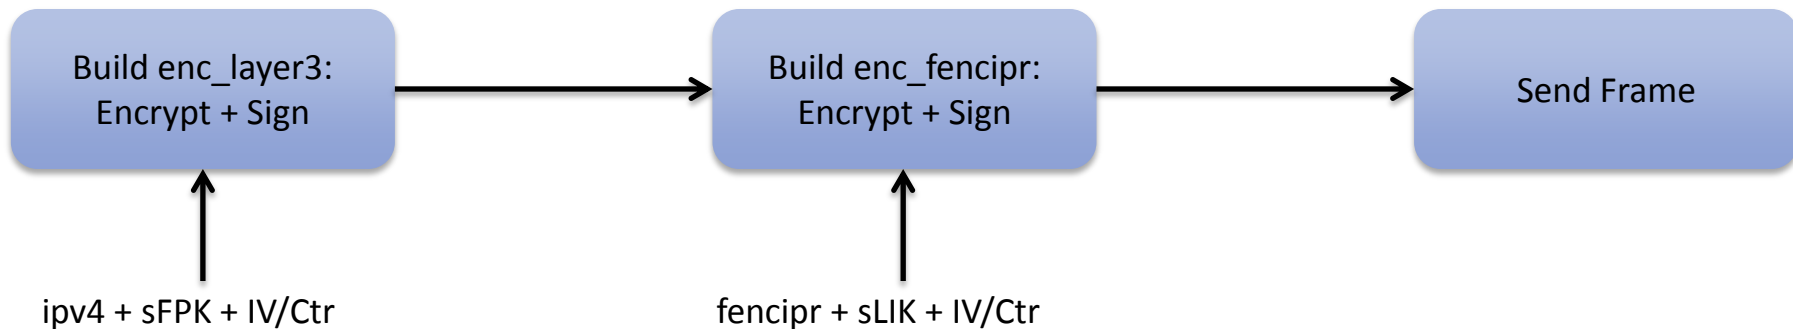 Build enc_layer3:
Encrypt + Sign
Build enc_fencipr:
Encrypt + Sign
Send Frame
ipv4 + sFPK + IV/Ctr
fencipr + sLIK + IV/Ctr